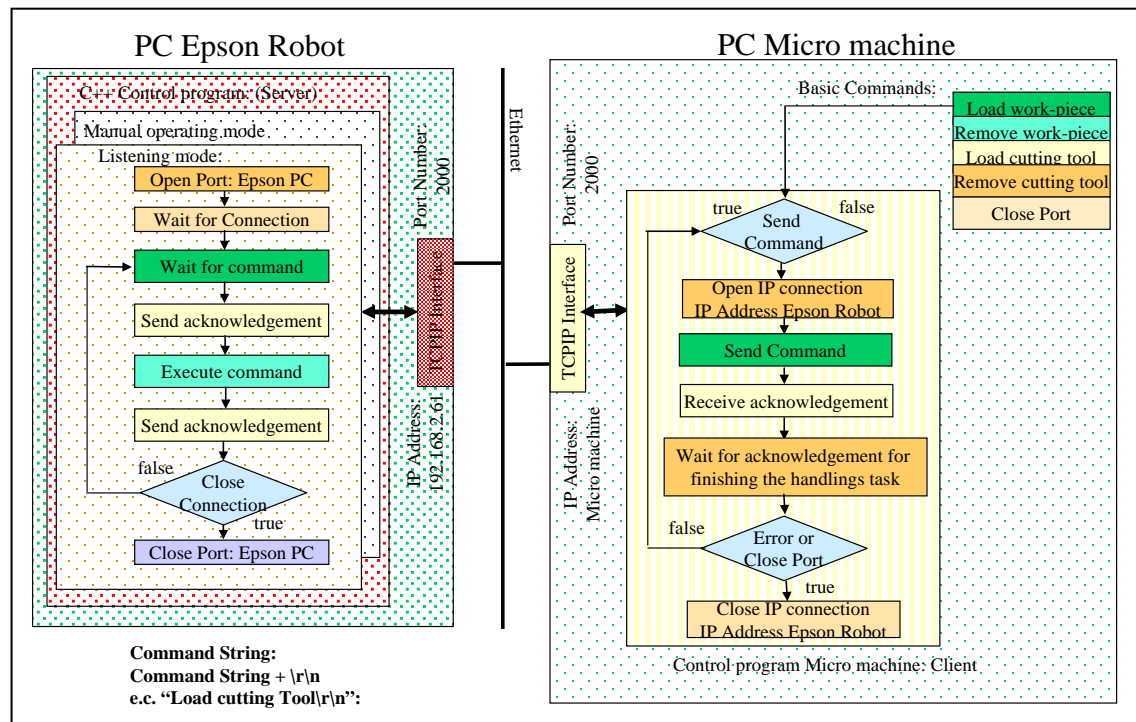 PC Epson Robot
C++ Control program: (Server)
Manual operating mode
Listening mode:
Open Port: Epson PC
Wait for Connection
Wait for command
Send acknowledgement
Execute command
Send acknowledgement
false
Close
Connection
true
Close Port: Epson PC
Port Number:
2000
TCPIP Interface
IP Address:
192.168.2.61
Ethernet
PC Micro machine
Basic Commands:
Load work-piece
Remove work-piece
Load cutting tool
Remove cutting tool
Close Port
Port Number:
2000
TCPIP Interface
IP Address:
Micro machine
true
false
Send
Command
Open IP connection
IP Address Epson Robot
Send Command
Receive acknowledgement
Wait for acknowledgement for
finishing the handlings task
false
Error or
Close Port
true
Close IP connection
IP Address Epson Robot
Control program Micro machine: Client
Command String:
Command String + \r\n
e.c. “Load cutting Tool\r\n”: